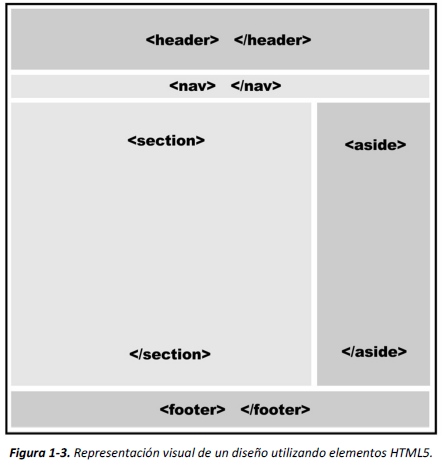 <header> </header>
<nav> </nav>
<section>
<aside>
</section>
</aside>
<footer> </footer>
Figura 1-3. Representación visual de un diseño utilizando elementos HTML5.